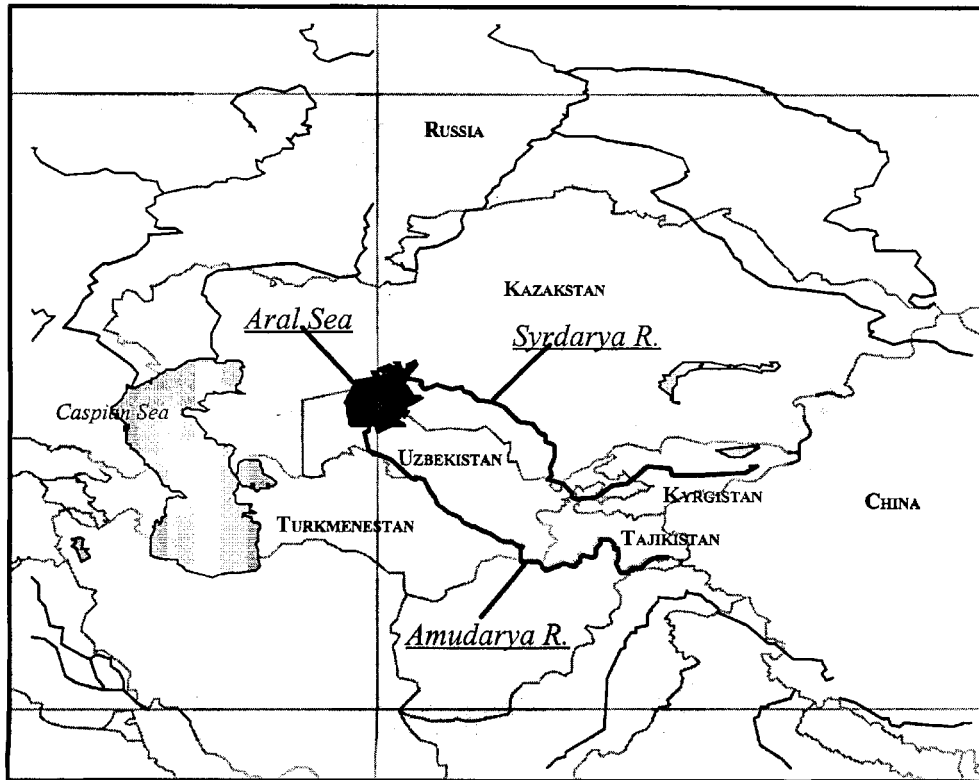 RUSSIA
KAZAKSTAN
Aral Sea
Syrdarya R.
Caspian Sea
UZBEKISTAN
KYRGISTAN
CHINA
TURKMENESTAN
TAJIKISTAN
Amudarya R.